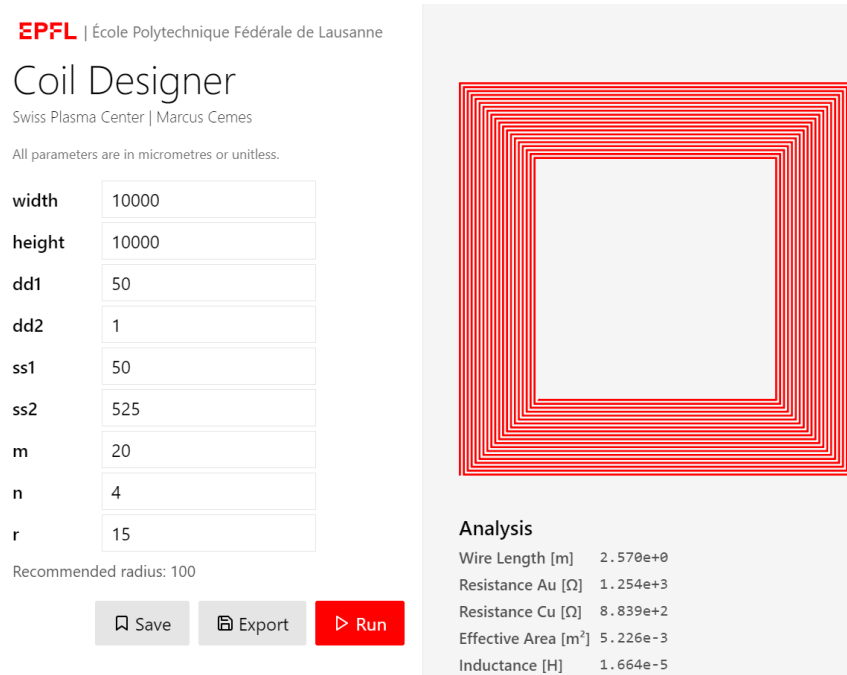 EPFL | École Polytechnique Fédérale de Lausanne
Coil Designer
Swiss Plasma Center | Marcus Cemes
All parameters are in micrometres or unitless.
width 10000
height 10000
dd1 50
dd2 1
ss1 50
ss2 525
m 20
n 4
r 15
Recommended radius: 100
Save Export Run
Analysis
Wire Length [m] 2.570e+0
Resistance Au [Ω] 1.254e+3
Resistance Cu [Ω] 8.839e+2
Effective Area [m²] 5.226e-3
Inductance [H] 1.664e-5